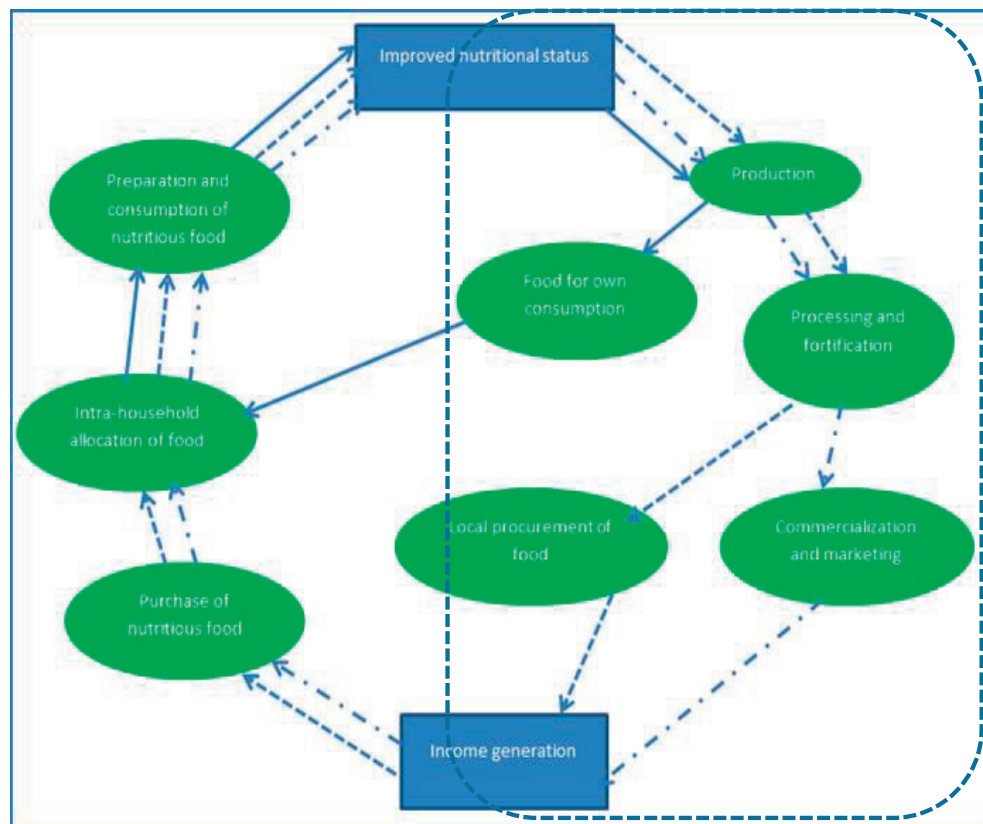 Improved nutritional status
Preparation and
consumption of
nutritious food
Production
Food for own
consumption
Processing and
fortification
Intra-household
allocation of food
Local procurement of
food
Commercialization
and marketing
Purchase of
nutritious food
Income generation